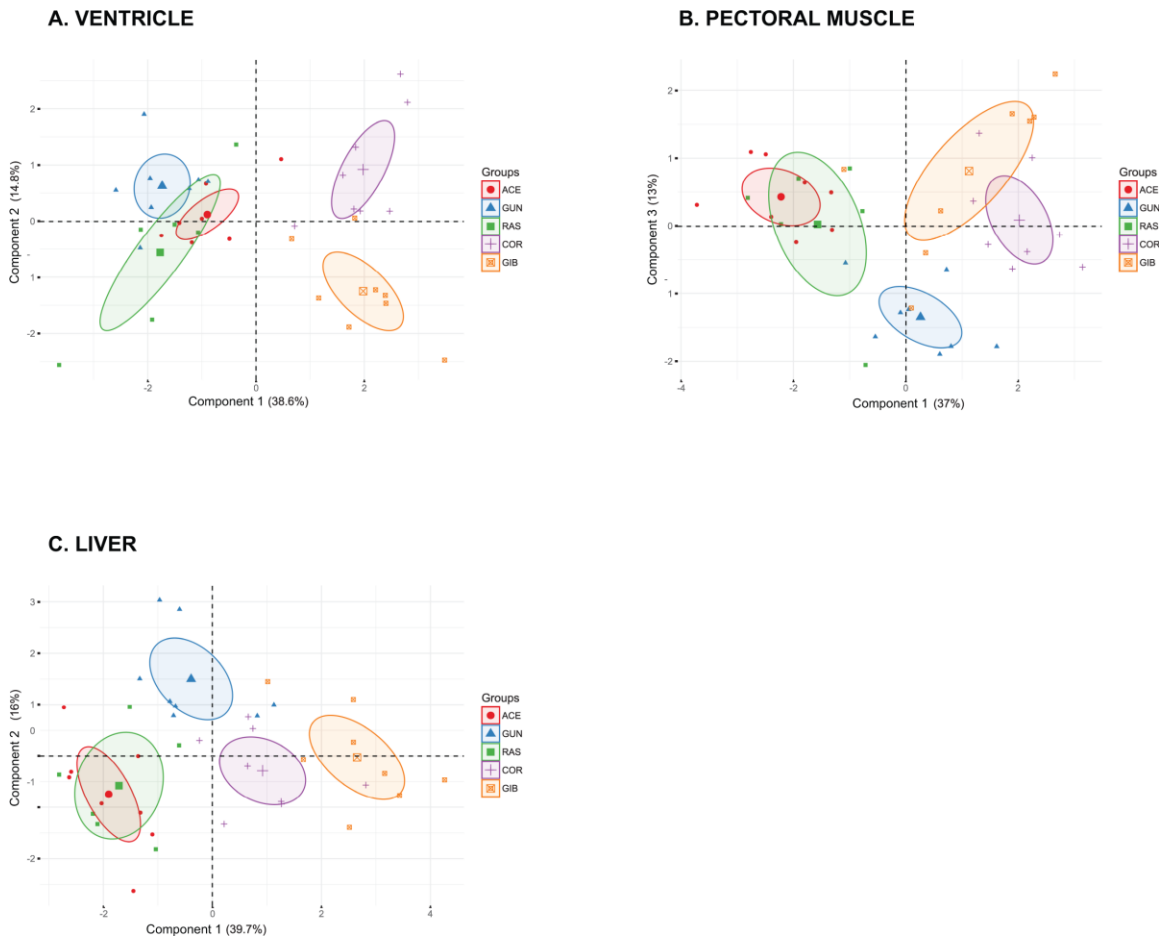 A. VENTRICLE
B. PECTORAL MUSCLE
Component 2 (14.8%)
2
1
0
1
-2
-2
0
2
Component 1 (38.6%)
Groups
ACE
GUN
RAS
COR
GIB
Component 3 (13%)
2
1
0
1
-2
-4
-2
0
2
Component 1 (37%)
Groups
ACE
GUN
RAS
COR
GIB
C. LIVER
Component 2 (16%)
3
2
1
0
-1
-2
-2
0
2
4
Component 1 (39.7%)
Groups
ACE
GUN
RAS
COR
GIB